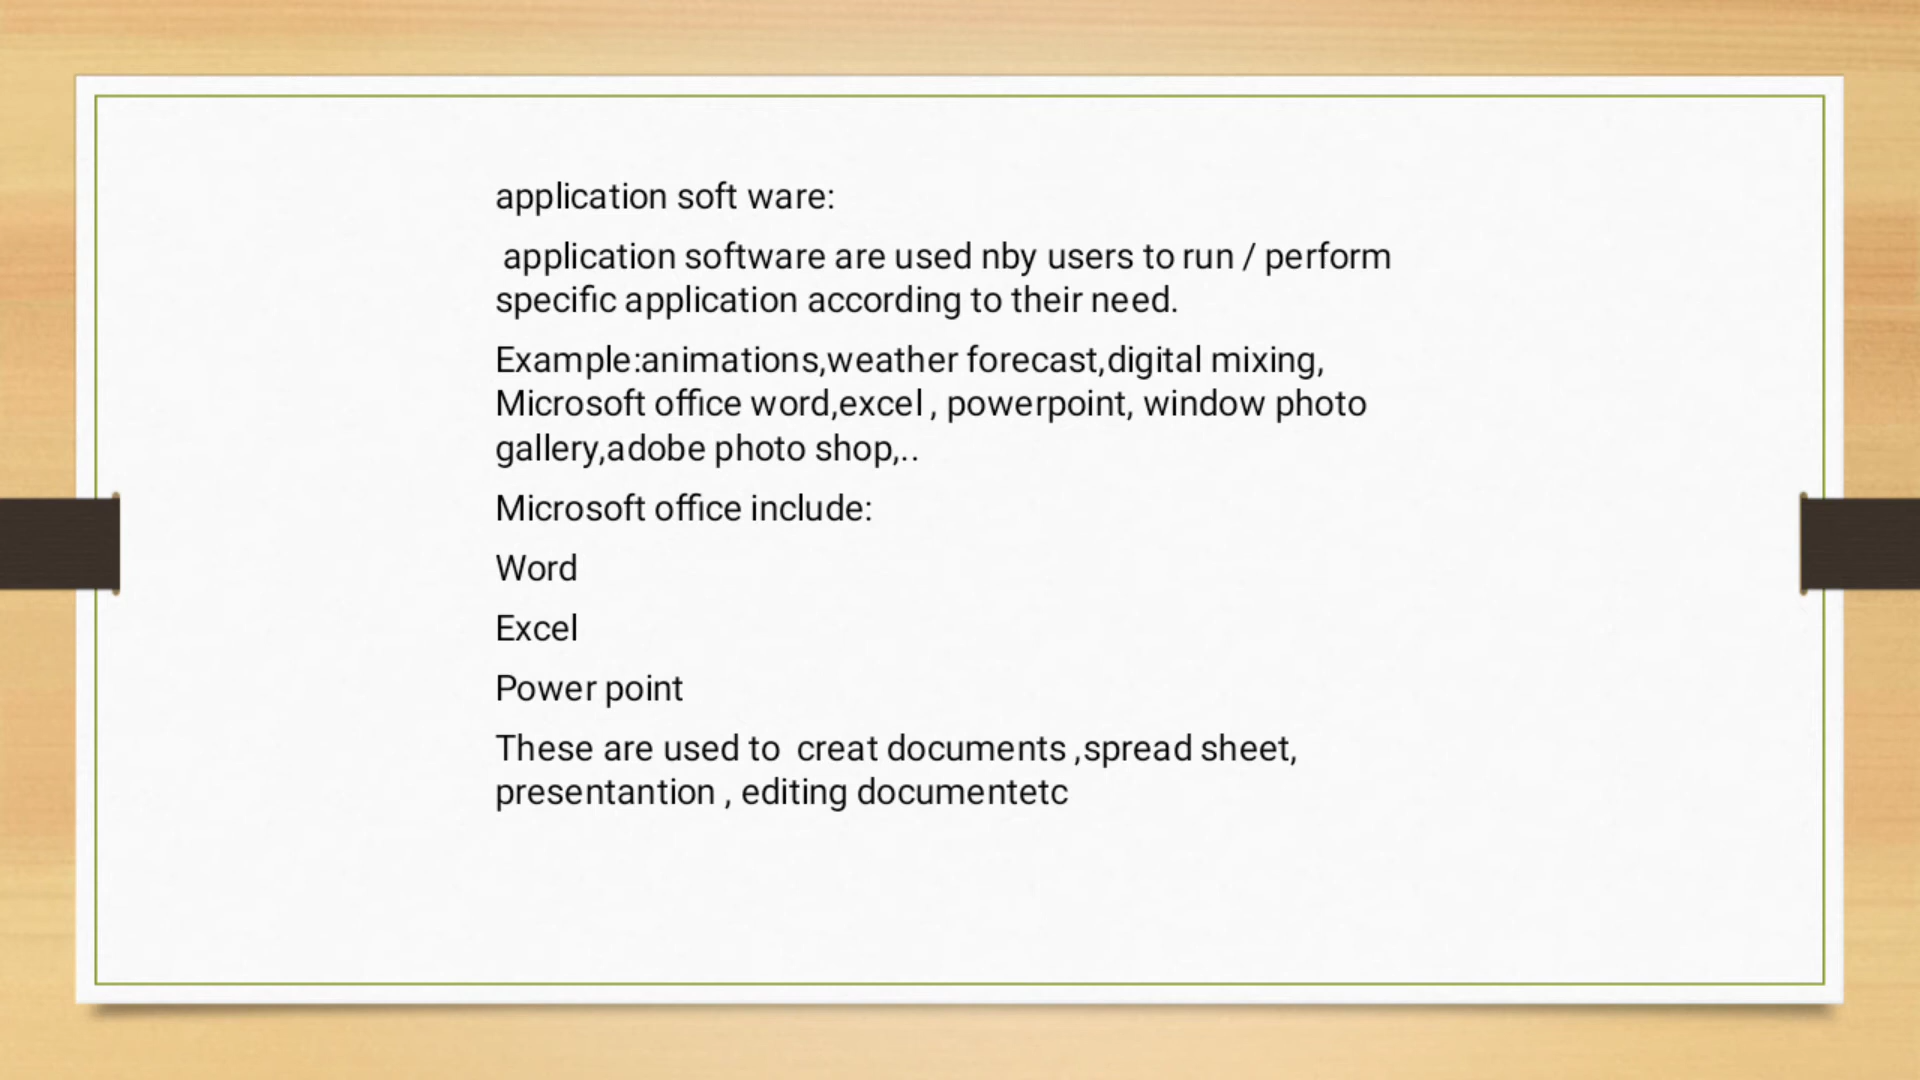 application soft ware:
application software are used nby users to run / perform
specific application according to their need.
Example:animations,weather forecast,digital mixing,
Microsoft office word,excel , powerpoint, window photo
gallery,adobe photo shop,..
Microsoft office include:
Word
Excel
Power point
These are used to  creat documents ,spread sheet,
presentantion , editing documentetc